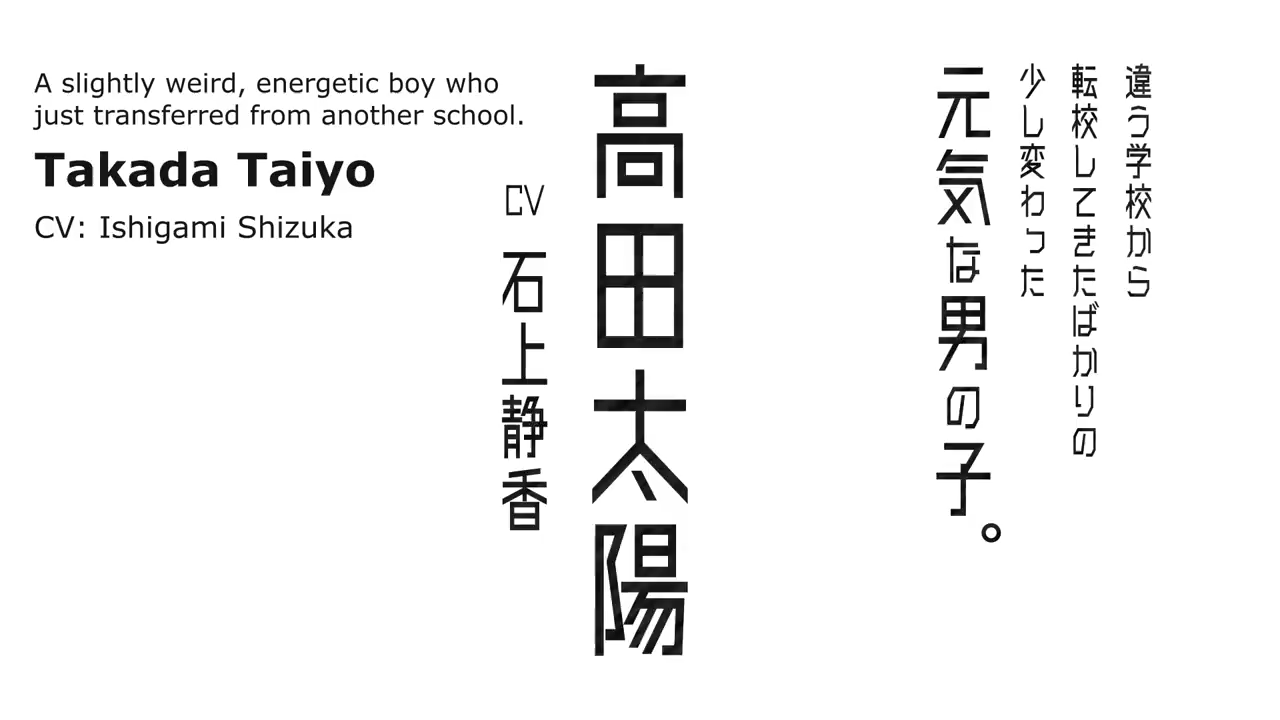 A slightly weird, energetic boy who
just transferred from another school.
Takada Taiyo
CV: Ishigami Shizuka
違う学校から
転校してきたばかりの
少し変わった
元気な男の子。
高田太陽
CV 石上静香